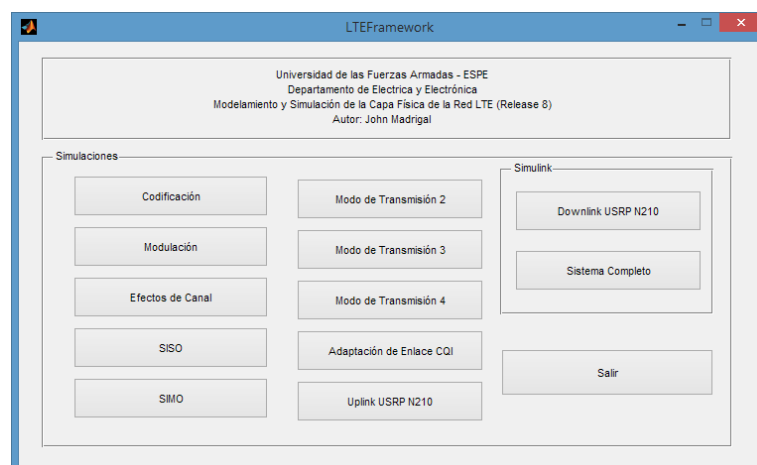 LTEFramework
Universidad de las Fuerzas Armadas - ESPE
Departamento de Electrica y Electrónica
Modelamiento y Simulación de la Capa Física de la Red LTE (Release 8)
Autor: John Madrigal
Simulaciones
Codificación
Modulación
Efectos de Canal
SISO
SIMO
Modo de Transmisión 2
Modo de Transmisión 3
Modo de Transmisión 4
Adaptación de Enlace CQI
Uplink USRP N210
Simulink
Downlink USRP N210
Sistema Completo
Salir